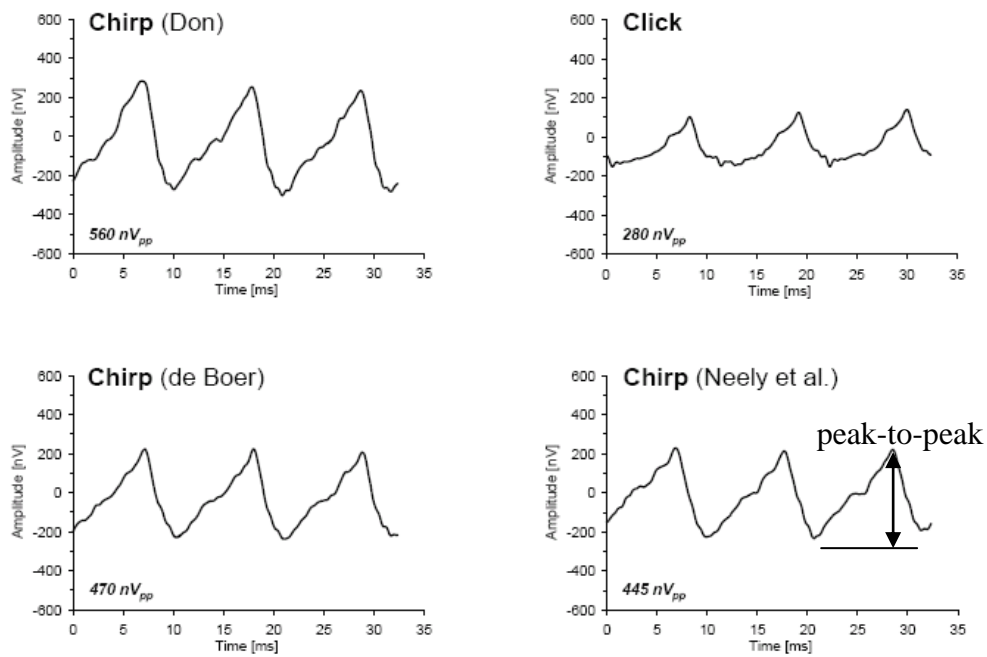 Chirp (Don)
600
400
200
0
-200
-400
-600
Amplitude [nV]
560 nVpp
0 5 10 15 20 25 30 35
Time [ms]
Click
600
400
200
0
-200
-400
-600
Amplitude [nV]
280 nVpp
0 5 10 15 20 25 30 35
Time [ms]
Chirp (de Boer)
600
400
200
0
-200
-400
-600
Amplitude [nV]
470 nVpp
0 5 10 15 20 25 30 35
Time [ms]
Chirp (Neely et al.)
peak-to-peak
600
400
200
0
-200
-400
-600
Amplitude [nV]
445 nVpp
0 5 10 15 20 25 30 35
Time [ms]